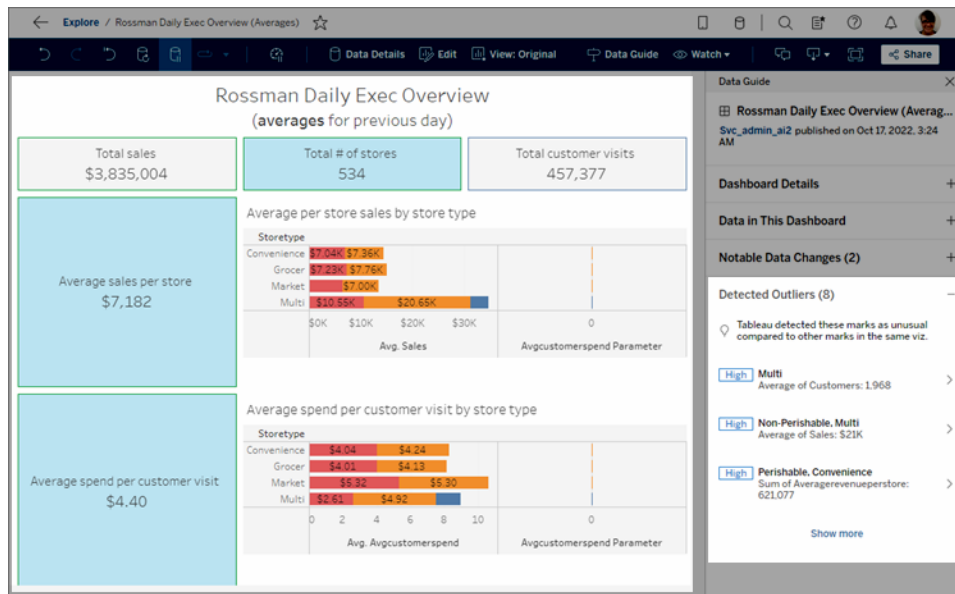 Explore / Rossman Daily Exec Overview (Averages)
Data Details Edit View: Original Data Guide Watch Share
Data Guide
Rossman Daily Exec Overview (Averag...
Svc_admin_ai2 published on Oct 17, 2022, 3:24
AM
Dashboard Details
Data in This Dashboard
Notable Data Changes (2)
Detected Outliers (8)
Tableau detected these marks as unusual
compared to other marks in the same viz.
High Multi
Average of Customers: 1,968
High Non-Perishable, Multi
Average of Sales: $21K
High Perishable, Convenience
Sum of Averagerevenueperstore:
621.077
Show more
Rossman Daily Exec Overview
(averages for previous day)
Total sales
$3,835,004
Total # of stores
534
Total customer visits
457,377
Average sales per store
$7,182
Average per store sales by store type
Storetype
Convenience $7.04K $7.36K
Grocer $7.23K $7.76K
Market $7.00K
Multi $10.55K $20.65K
$0K $10K $20K $30K 0
Avg. Sales Avgcustomerspend Parameter
Average spend per customer visit
$4.40
Average spend per customer visit by store type
Storetype
Convenience $4.04 $4.24
Grocer $4.01 $4.13
Market $5.32 $5.30
Multi $2.61 $4.92
0 2 4 6 8 10 0
Avg. Avgcustomerspend Avgcustomerspend Parameter